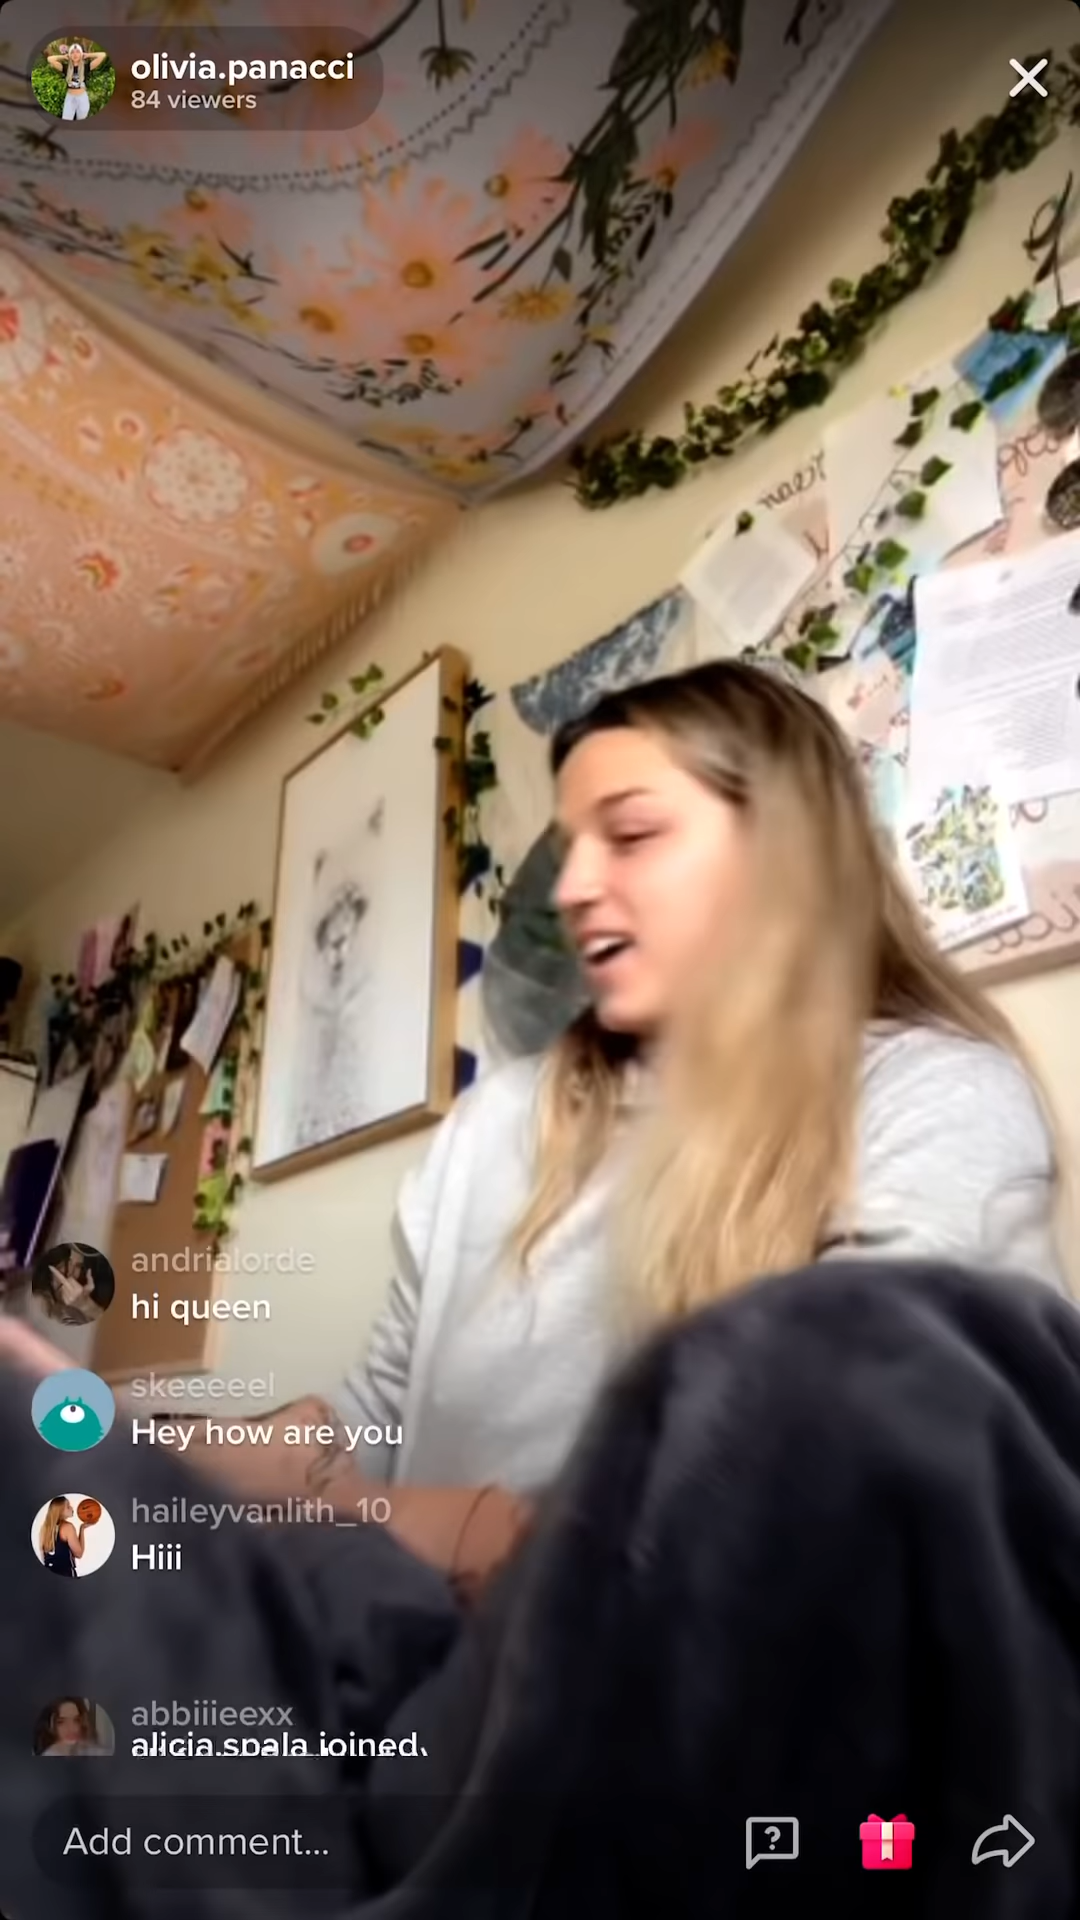 olivia.panacci
84 viewers
andrialorde
hi queen
skeeeeel
Hey how are you
haileyvanlith_10
Hiii
abbiiieexx
alicia.spala joined
Add comment...